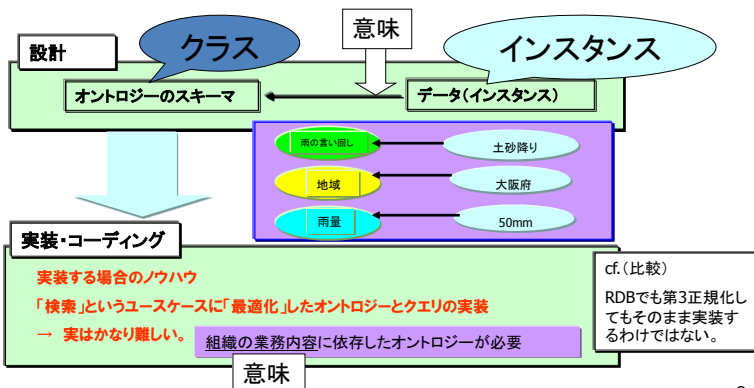 設計
クラス
意味
インスタンス
オントロジーのスキーマ
データ(インスタンス)
雨の言い回し
土砂降り
地域
大阪府
雨量
50mm
実装・コーディング
実装する場合のノウハウ
「検索」というユースケースに「最適化」したオントロジーとクエリの実装
→ 実はかなり難しい。
組織の業務内容に依存したオントロジーが必要
意味
cf.(比較)
RDBでも第3正規化し
てもそのまま実装す
るわけではない。